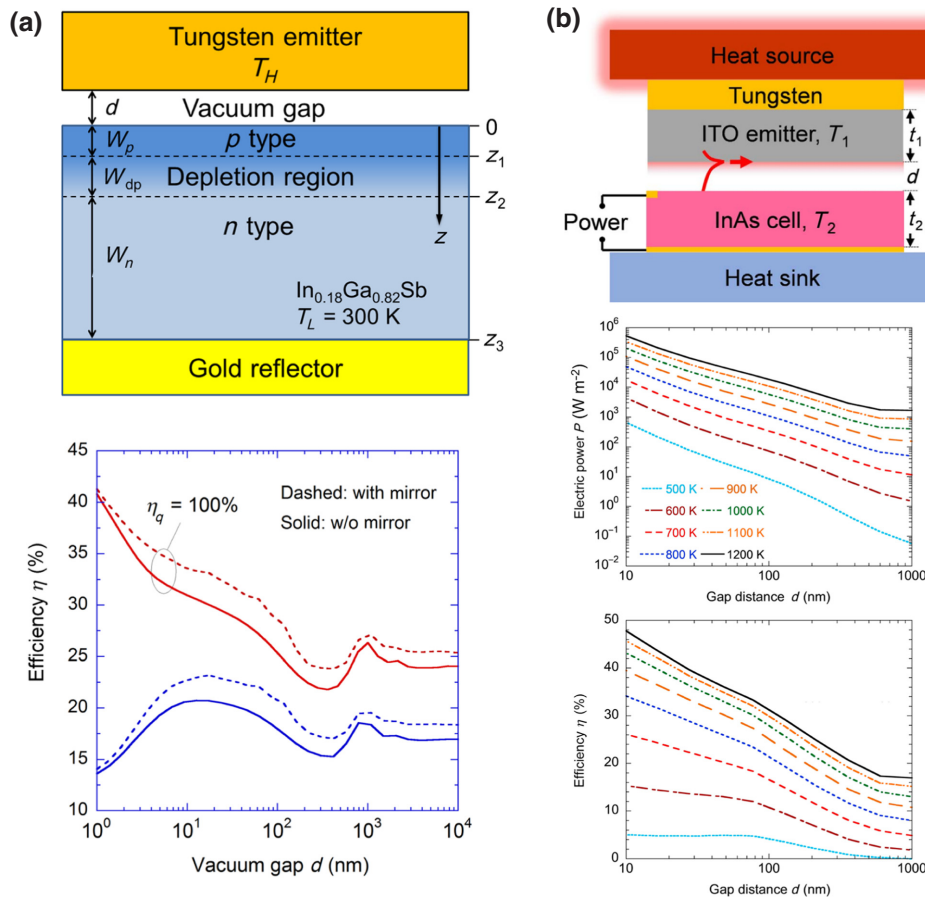 (a)
Tungsten emitter
T_H
d
Vacuum gap
0
W_p
p type
z_1
W_dp
Depletion region
z_2
n type
z
W_n
In_0.18Ga_0.82Sb
T_L = 300 K
z_3
Gold reflector
45
40
35
30
25
20
15
10
Efficiency η (%)
η_q = 100%
Dashed: with mirror
Solid: w/o mirror
10^0
10^1
10^2
10^3
10^4
Vacuum gap d (nm)
(b)
Heat source
Tungsten
ITO emitter, T_1
t_1
d
Power
InAs cell, T_2
t_2
Heat sink
10^6
10^5
10^4
10^3
10^2
10^1
10^0
10^−1
10^−2
Electric power P (W m^−2)
500 K
900 K
600 K
1000 K
700 K
1100 K
800 K
1200 K
10
100
1000
Gap distance d (nm)
50
40
30
20
10
0
Efficiency η (%)
10
100
1000
Gap distance d (nm)